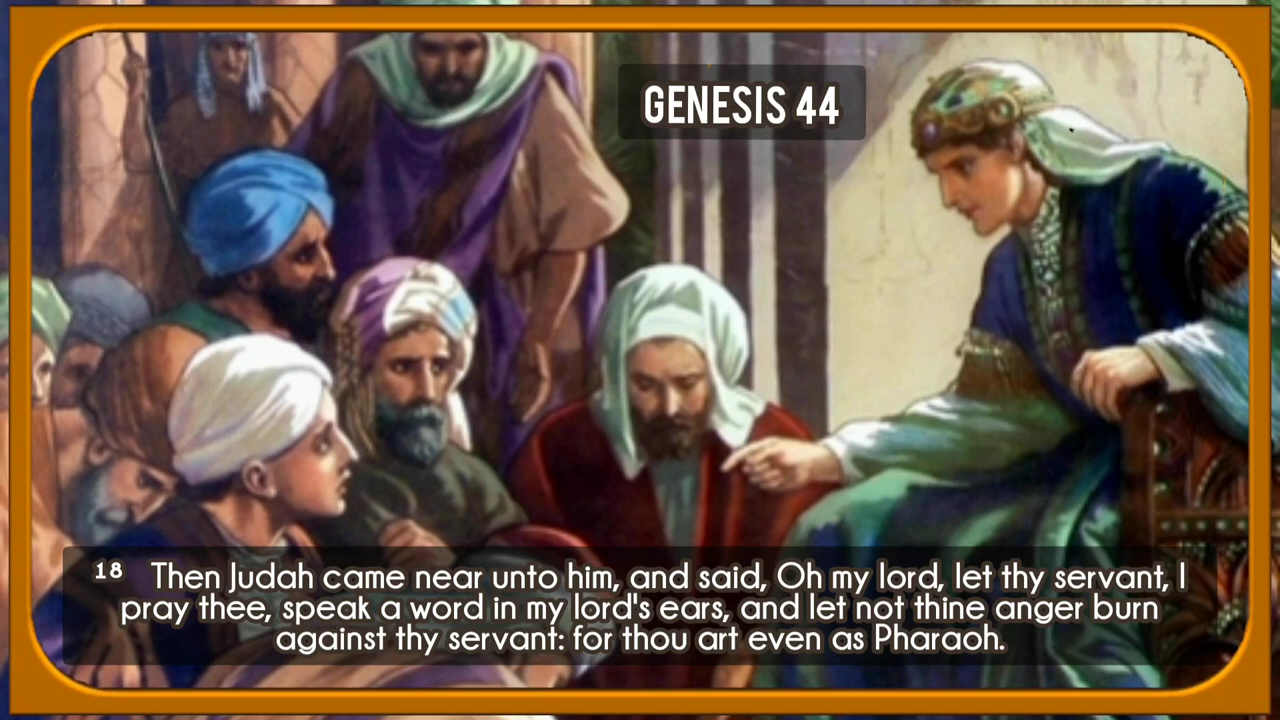 GENESIS 44
18 Then Judah came near unto him, and said, Oh my lord, let thy servant, I
pray thee, speak a word in my lord's ears, and let not thine anger burn
against thy servant: for thou art even as Pharaoh.